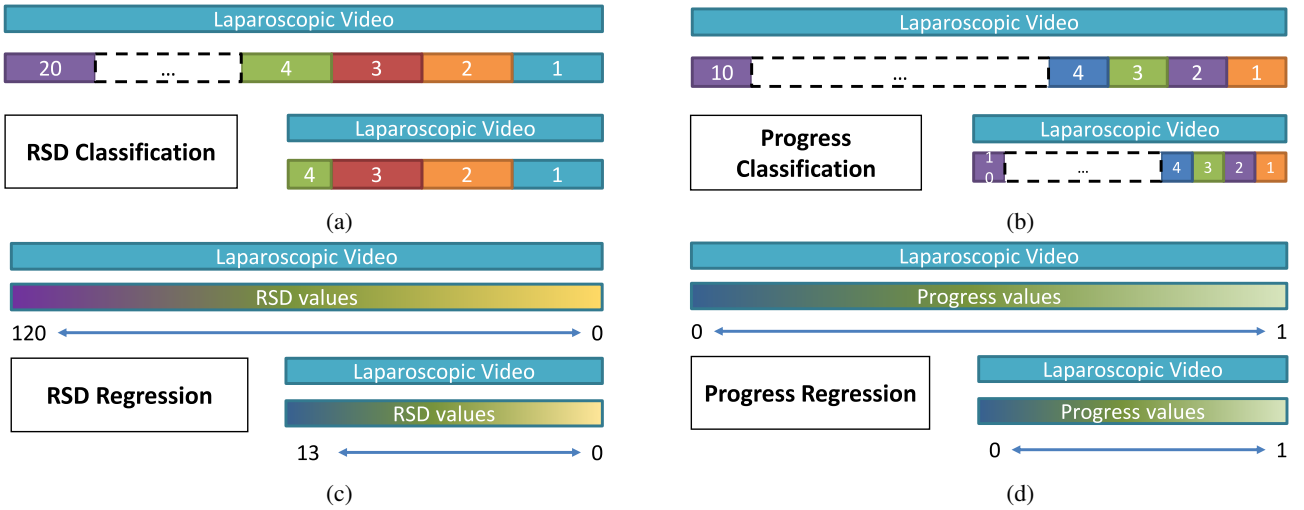 Laparoscopic Video
20 ... 4 3 2 1
RSD Classification
Laparoscopic Video
4 3 2 1
(a)
Laparoscopic Video
10 ... 4 3 2 1
Progress
Classification
Laparoscopic Video
1
0 ... 4 3 2 1
(b)
Laparoscopic Video
RSD values
120 0
RSD Regression
Laparoscopic Video
RSD values
13 0
(c)
Laparoscopic Video
Progress values
0 1
Progress Regression
Laparoscopic Video
Progress values
0 1
(d)